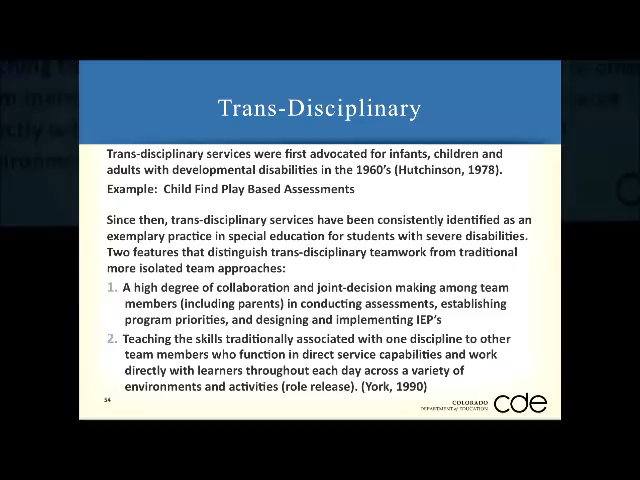 Trans-Disciplinary
Trans-disciplinary services were first advocated for infants, children and
adults with developmental disabilities in the 1960's (Hutchinson, 1978).
Example: Child Find Play Based Assessments
Since then, trans-disciplinary services have been consistently identified as an
exemplary practice in special education for students with severe disabilities.
Two features that distinguish trans-disciplinary teamwork from traditional
more isolated team approaches:
1. A high degree of collaboration and joint-decision making among team
members (including parents) in conducting assessments, establishing
program priorities, and designing and implementing IEP's
2. Teaching the skills traditionally associated with one discipline to other
team members who function in direct service capabilities and work
directly with learners throughout each day across a variety of
environments and activities (role release). (York, 1990)
54
COLORADO
DEPARTMENT of EDUCATION
cde